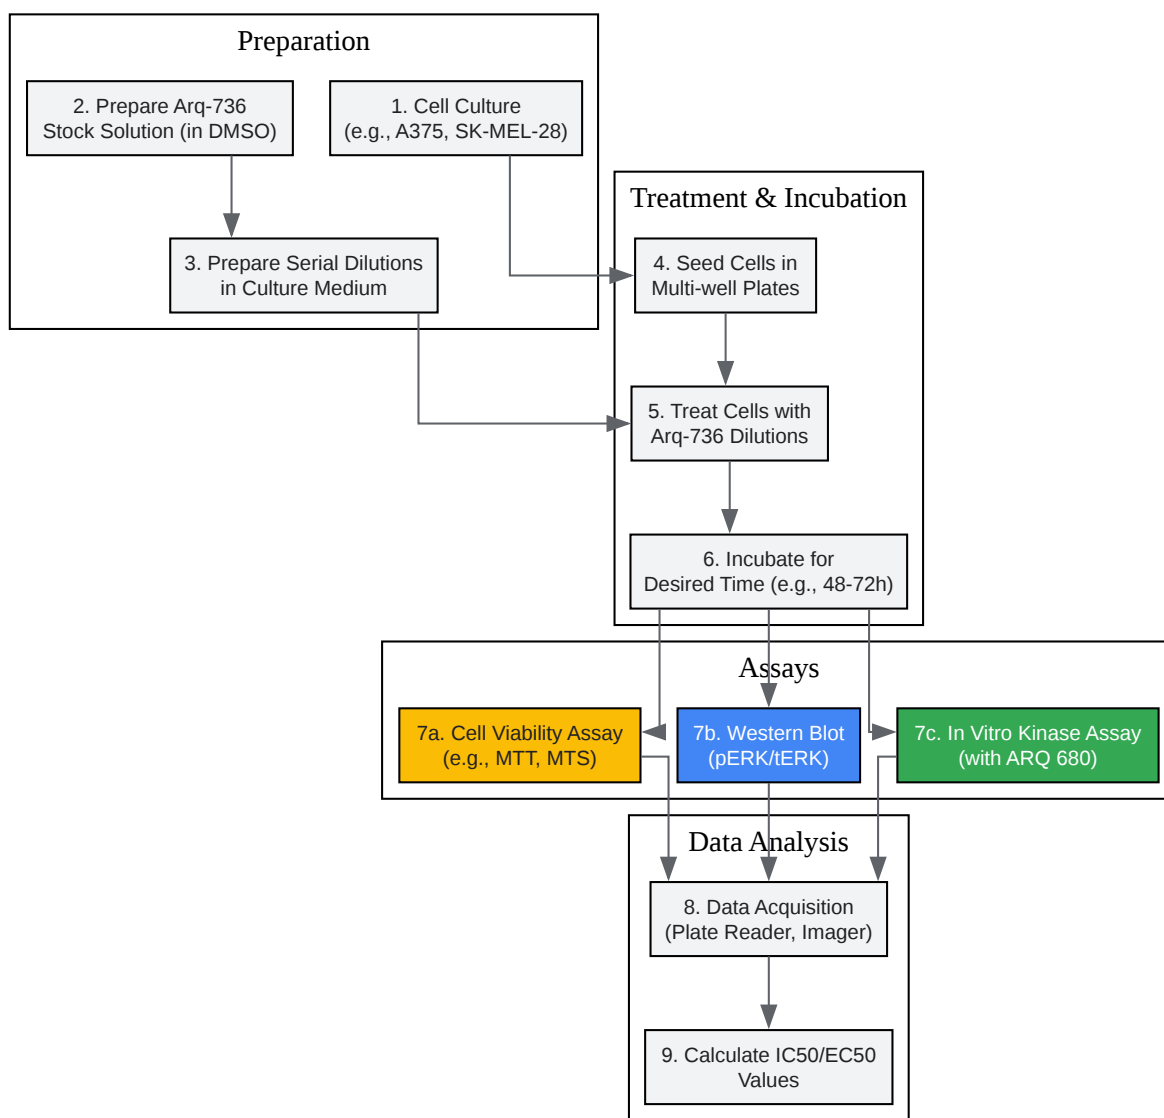 Preparation
2. Prepare Arq-736
Stock Solution (in DMSO)
1. Cell Culture
(e.g., A375, SK-MEL-28)
3. Prepare Serial Dilutions
in Culture Medium
Treatment & Incubation
4. Seed Cells in
Multi-well Plates
5. Treat Cells with
Arq-736 Dilutions
6. Incubate for
Desired Time (e.g., 48-72h)
Assays
7a. Cell Viability Assay
(e.g., MTT, MTS)
7b. Western Blot
(pERK/tERK)
7c. In Vitro Kinase Assay
(with ARQ 680)
Data Analysis
8. Data Acquisition
(Plate Reader, Imager)
9. Calculate IC50/EC50
Values